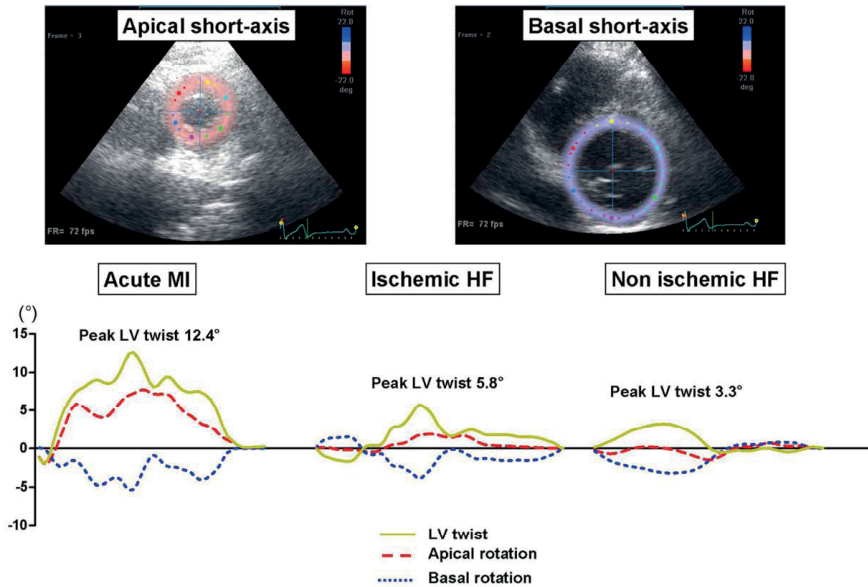 Apical short-axis
Frame = 3
Rot
22.0
-22.0
deg
FR= 72 fps
Basal short-axis
Frame = 2
Rot
22.0
-22.0
deg
FR= 72 fps
Acute MI
Ischemic HF
Non ischemic HF
(°)
15
10
5
0
-5
-10
Peak LV twist 12.4°
Peak LV twist 5.8°
Peak LV twist 3.3°
LV twist
Apical rotation
Basal rotation